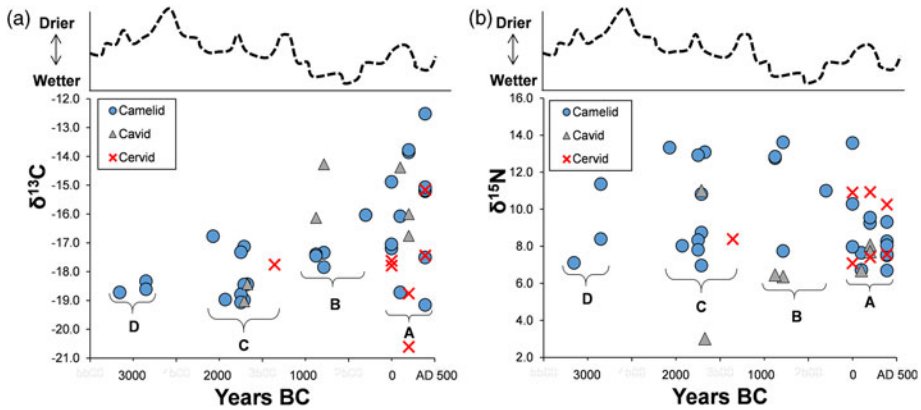 (a)
Drier
Wetter
-12.0
-13.0
-14.0
-15.0
-16.0
-17.0
-18.0
-19.0
-20.0
-21.0
δ¹³C
Camelid
Cavid
Cervid
D
C
B
A
3000 2000 1000 0 AD 500
Years BC
(b)
Drier
Wetter
16.0
14.0
12.0
10.0
8.0
6.0
4.0
2.0
δ¹⁵N
Camelid
Cavid
Cervid
D
C
B
A
3000 2000 1000 0 AD 500
Years BC